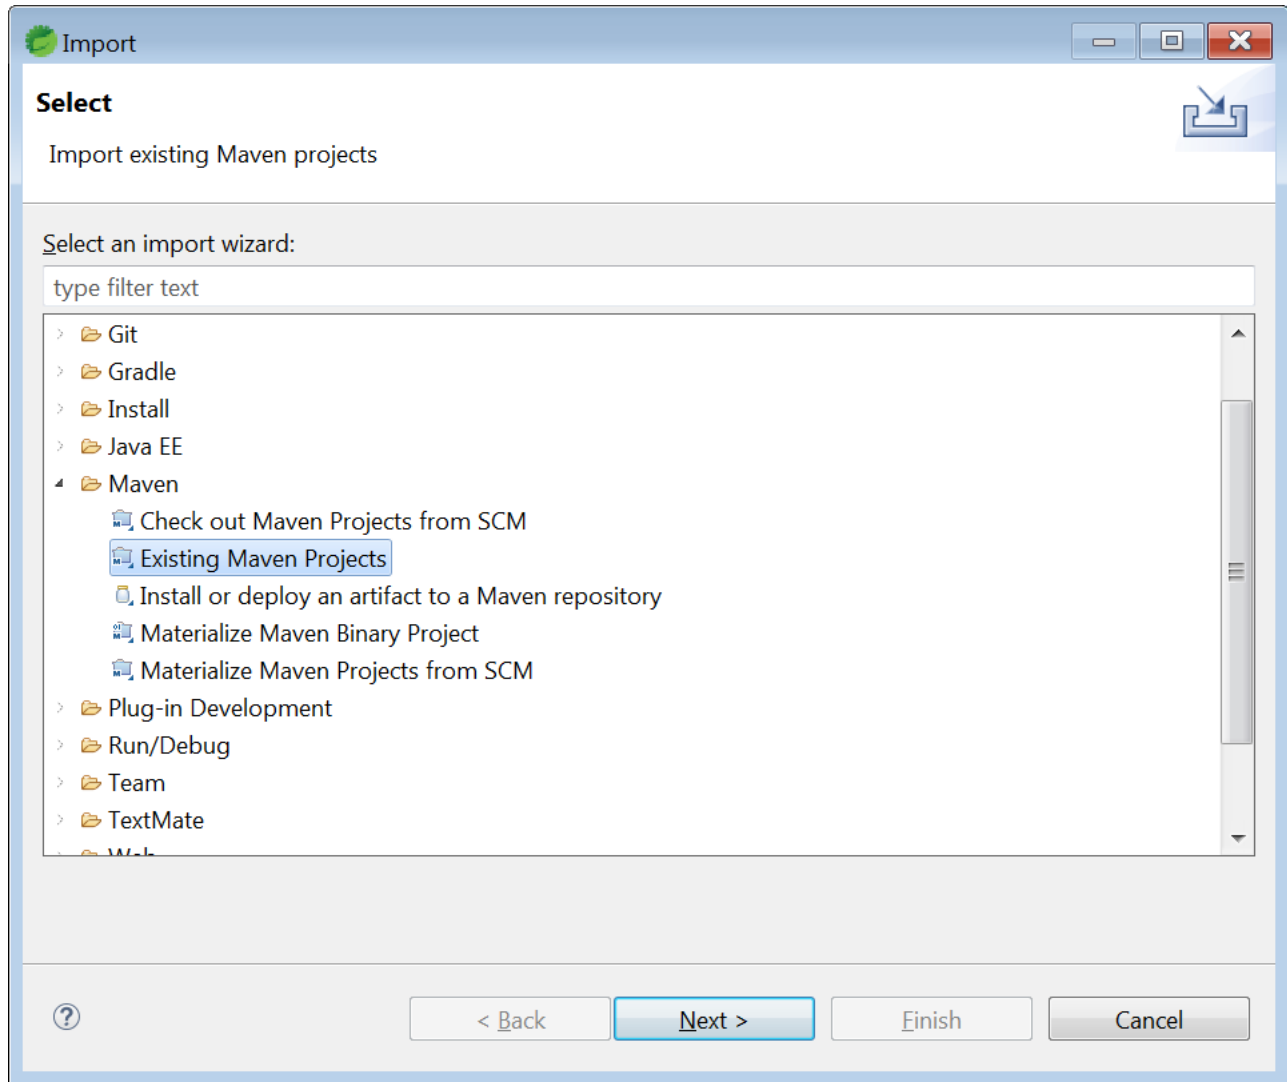 Import
Select
Import existing Maven projects
Select an import wizard:
type filter text
Git
Gradle
Install
Java EE
Maven
Check out Maven Projects from SCM
Existing Maven Projects
Install or deploy an artifact to a Maven repository
Materialize Maven Binary Project
Materialize Maven Projects from SCM
Plug-in Development
Run/Debug
Team
TextMate
Web
< Back Next > Finish Cancel